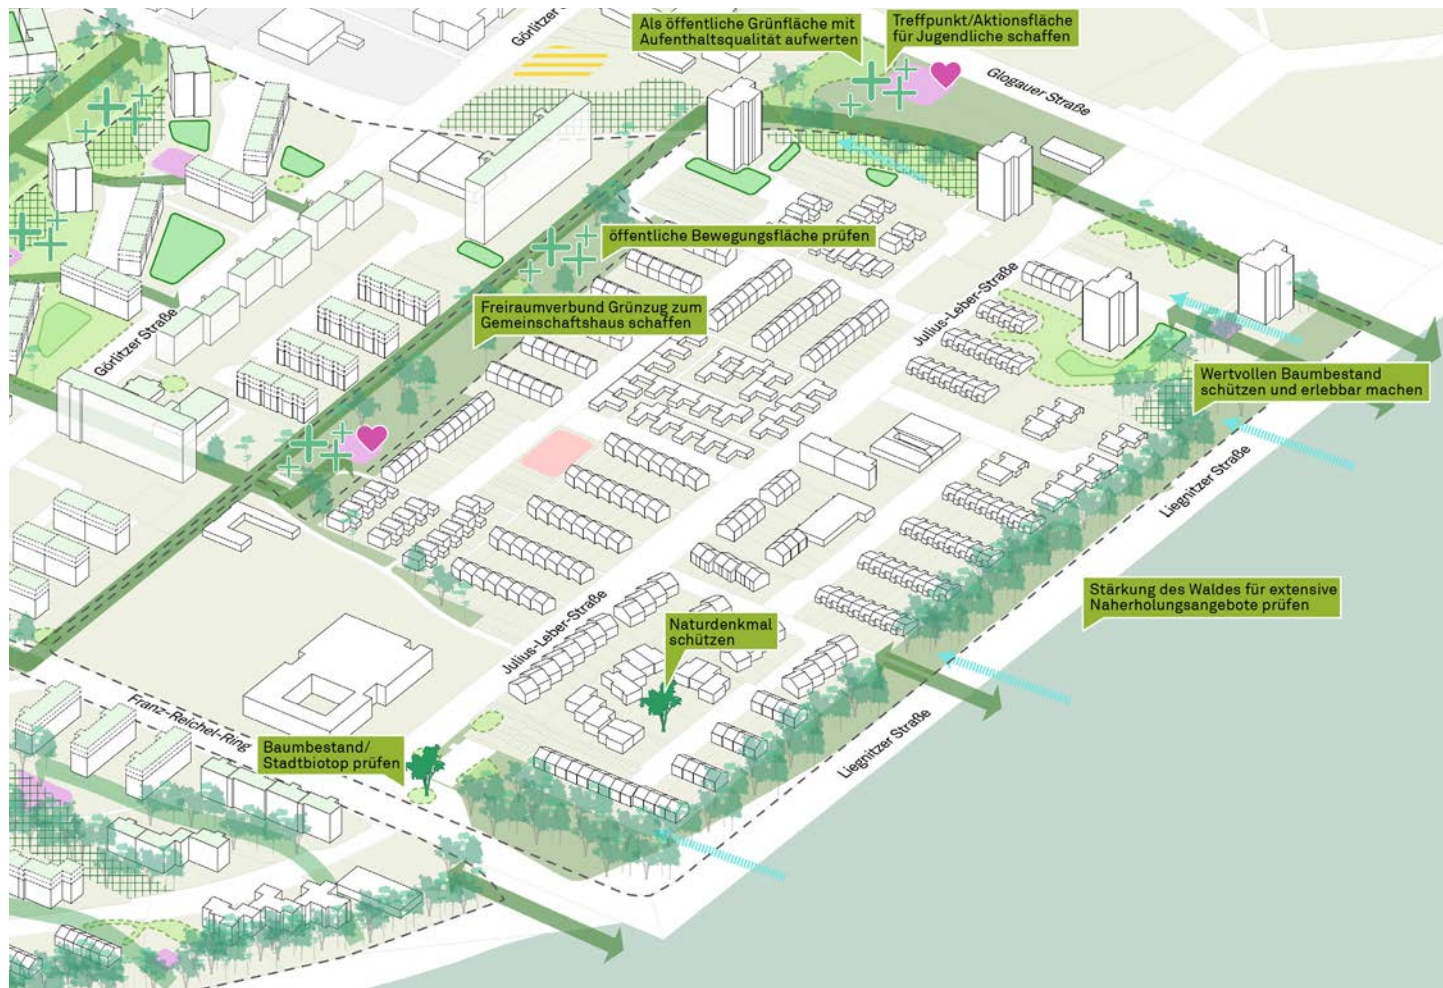 Görlitzer Straße
Als öffentliche Grünfläche mit
Aufenthaltsqualität aufwerten
Treffpunkt/Aktionsfläche
für Jugendliche schaffen
Glogauer Straße
öffentliche Bewegungsfläche prüfen
Freiraumverbund Grünzug zum
Gemeinschaftshaus schaffen
Görlitzer Straße
Julius-Leber-Straße
Wertvollen Baumbestand
schützen und erlebbar machen
Liegnitzer Straße
Stärkung des Waldes für extensive
Naherholungsangebote prüfen
Naturdenkmal
schützen
Julius-Leber-Straße
Franz-Reichel-Ring
Baumbestand/
Stadtbiotop prüfen
Liegnitzer Straße